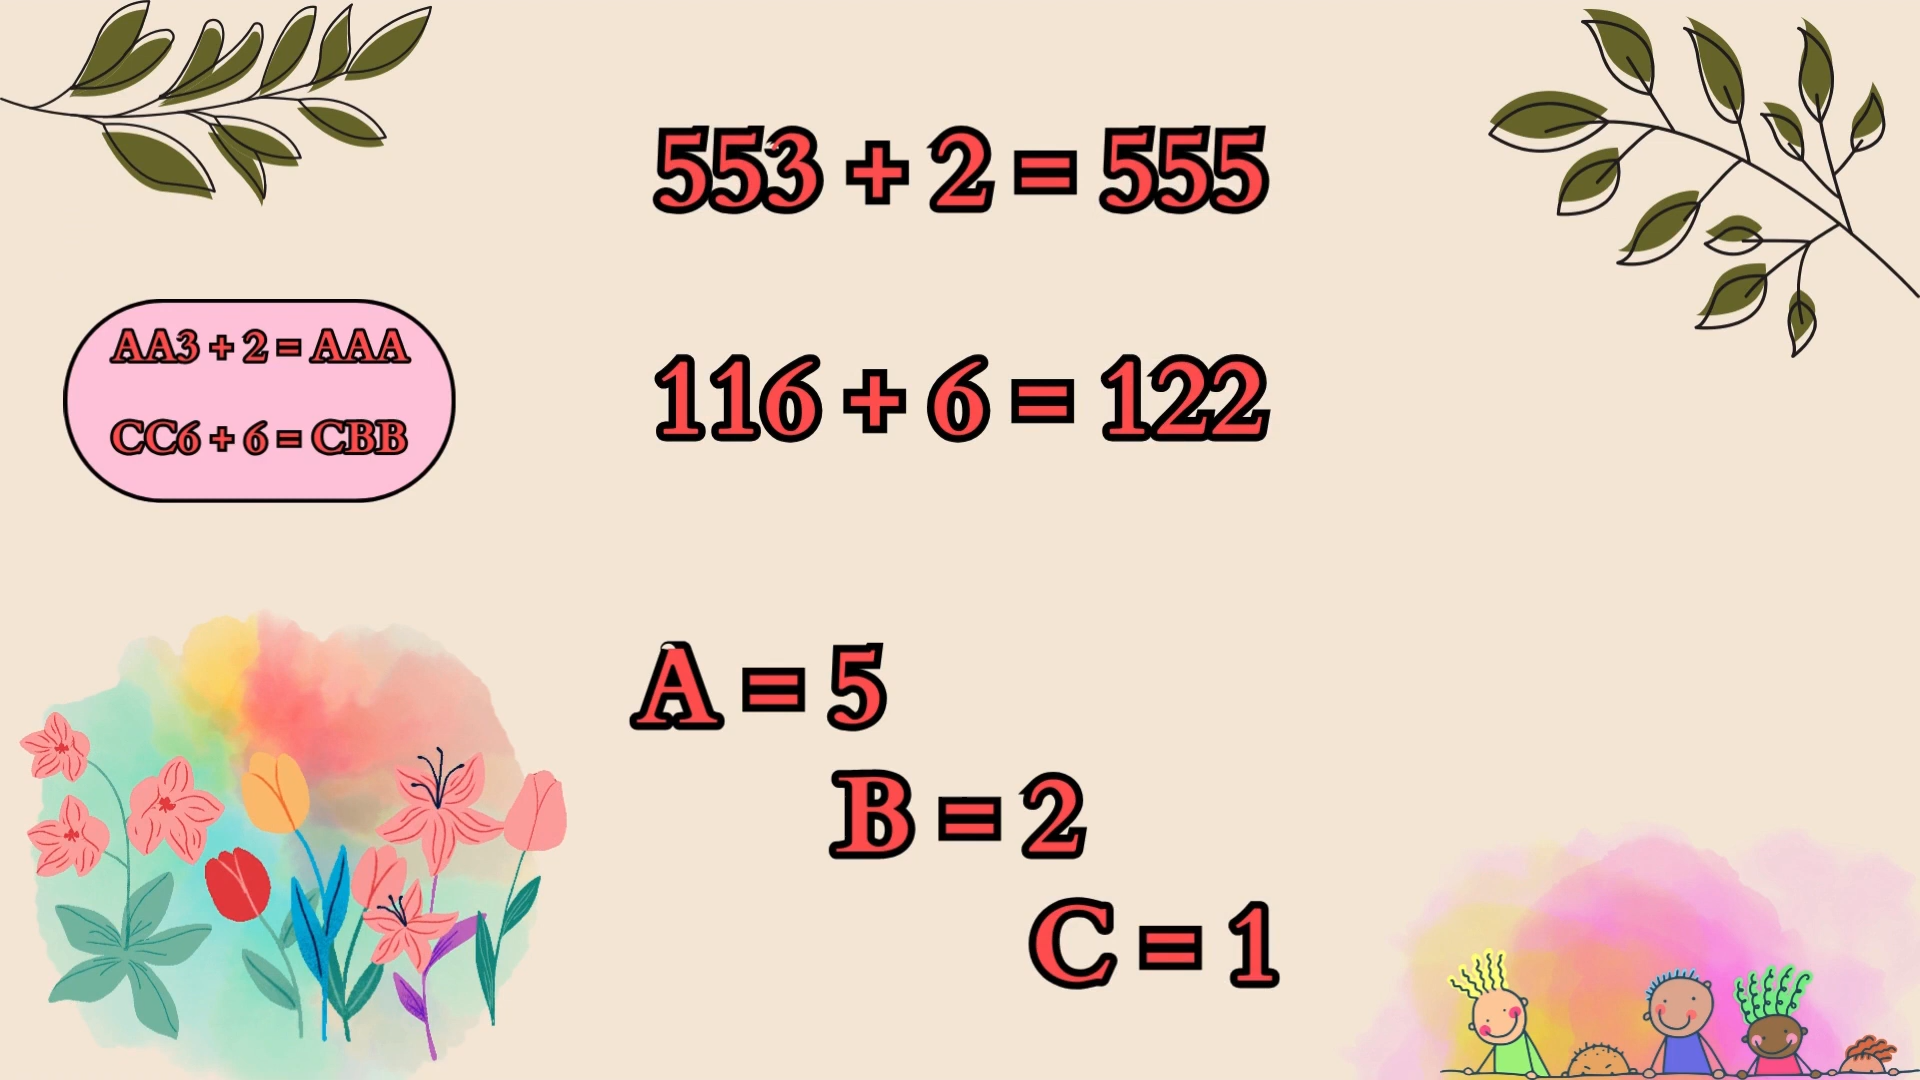 553 + 2 = 555
AA3 + 2 = AAA
CC6 + 6 = CBB
116 + 6 = 122
A = 5
B = 2
C = 1